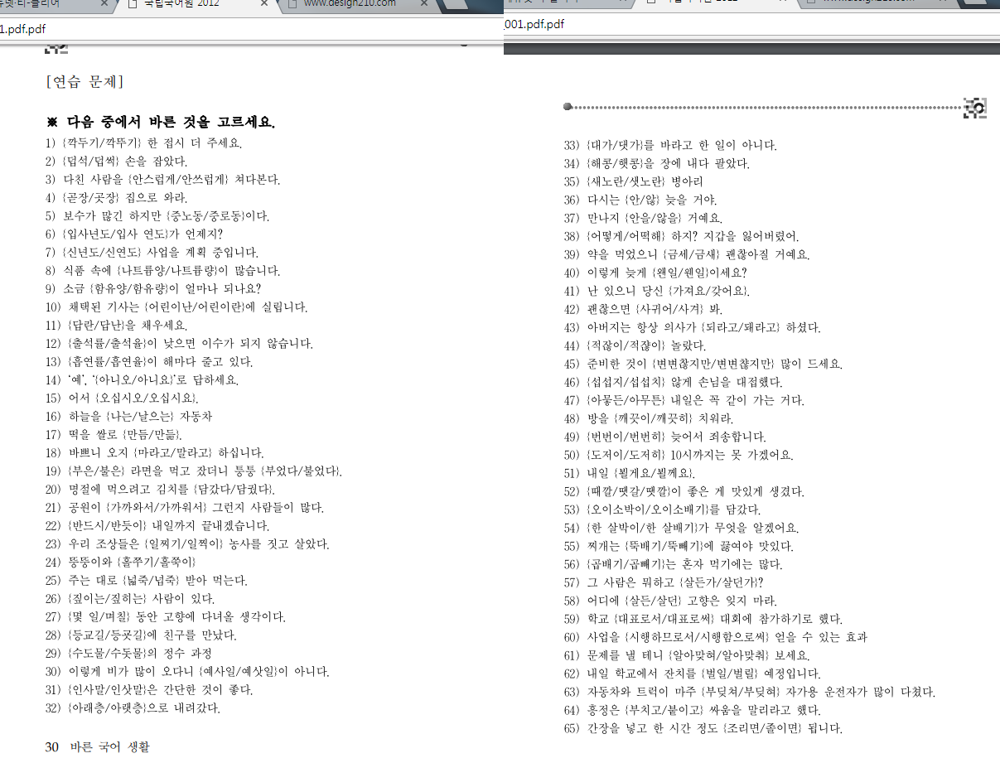 국립국어원 2012
www.design210.com
1.pdf.pdf
[연습 문제]
※ 다음 중에서 바른 것을 고르세요.
1) {깍두기/깍뚜기} 한 접시 더 주세요.
2) {덥석/덥썩} 손을 잡았다.
3) 다친 사람을 {안스럽게/안쓰럽게} 쳐다본다.
4) {곧장/곳장} 집으로 와라.
5) 보수가 많긴 하지만 {중노동/중로동}이다.
6) {입사년도/입사 연도}가 언제지?
7) {신년도/신연도} 사업을 계획 중입니다.
8) 식품 속에 {나트륨양/나트륨량}이 많습니다.
9) 소금 {함유양/함유량}이 얼마나 되나요?
10) 채택된 기사는 {어린이난/어린이란}에 실립니다.
11) {답란/답난}을 채우세요.
12) {출석률/출석율}이 낮으면 이수가 되지 않습니다.
13) {흡연률/흡연율}이 해마다 줄고 있다.
14) ‘예’, ‘{아니오/아니요}’로 답하세요.
15) 어서 {오십시오/오십시요}.
16) 하늘을 {나는/날으는} 자동차
17) 떡을 쌀로 {만듬/만듦}.
18) 바쁘니 오지 {마라고/말라고} 하십니다.
19) {부은/불은} 라면을 먹고 잤더니 퉁퉁 {부었다/불었다}.
20) 명절에 먹으려고 김치를 {담갔다/담궜다}.
21) 공원이 {가까와서/가까워서} 그런지 사람들이 많다.
22) {반드시/반듯이} 내일까지 끝내겠습니다.
23) 우리 조상들은 {일찌기/일찍이} 농사를 짓고 살았다.
24) 뚱뚱이와 {홀쭈기/홀쭉이}
25) 주는 대로 {넓죽/넙죽} 받아 먹는다.
26) {짚이는/짚히는} 사람이 있다.
27) {몇 일/며칠} 동안 고향에 다녀올 생각이다.
28) {등교길/등굣길}에 친구를 만났다.
29) {수도물/수돗물}의 정수 과정
30) 이렇게 비가 많이 오다니 {예사일/예삿일}이 아니다.
31) {인사말/인삿말}은 간단한 것이 좋다.
32) {아래층/아랫층}으로 내려갔다.
30 바른 국어 생활
001.pdf.pdf
33) {대가/댓가}를 바라고 한 일이 아니다.
34) {해콩/햇콩}을 장에 내다 팔았다.
35) {새노란/샛노란} 병아리
36) 다시는 {안/않} 늦을 거야.
37) 만나지 {안을/않을} 거예요.
38) {어떻게/어떡해} 하지? 지갑을 잃어버렸어.
39) 약을 먹었으니 {금세/금새} 괜찮아질 거예요.
40) 이렇게 늦게 {왠일/웬일}이세요?
41) 난 있으니 당신 {가져요/갖어요}.
42) 괜찮으면 {사귀어/사겨} 봐.
43) 아버지는 항상 의사가 {되라고/돼라고} 하셨다.
44) {적잖이/적쟎이} 놀랐다.
45) 준비한 것이 {변변찮지만/변변챦지만} 많이 드세요.
46) {섭섭지/섭섭치} 않게 손님을 대접했다.
47) {아뭏든/아무튼} 내일은 꼭 같이 가는 거다.
48) 방을 {깨끗이/깨끗히} 치워라.
49) {번번이/번번히} 늦어서 죄송합니다.
50) {도저이/도저히} 10시까지는 못 가겠어요.
51) 내일 {뵐게요/뵐께요}.
52) {때깔/땟갈/땟깔}이 좋은 게 맛있게 생겼다.
53) {오이소박이/오이소배기}를 담갔다.
54) {한 살박이/한 살배기}가 무엇을 알겠어요.
55) 찌개는 {뚝배기/뚝빼기}에 끓여야 맛있다.
56) {곱배기/곱빼기}는 혼자 먹기에는 많다.
57) 그 사람은 뭐하고 {살든가/살던가}?
58) 어디에 {살든/살던} 고향은 잊지 마라.
59) 학교 {대표로서/대표로써} 대회에 참가하기로 했다.
60) 사업을 {시행하므로서/시행함으로써} 얻을 수 있는 효과
61) 문제를 낼 테니 {알아맞혀/알아맞춰} 보세요.
62) 내일 학교에서 잔치를 {벌일/벌릴} 예정입니다.
63) 자동차와 트럭이 마주 {부딪쳐/부딪혀} 자가용 운전자가 많이 다쳤다.
64) 흥정은 {부치고/붙이고} 싸움을 말리라고 했다.
65) 간장을 넣고 한 시간 정도 {조리면/졸이면} 됩니다.